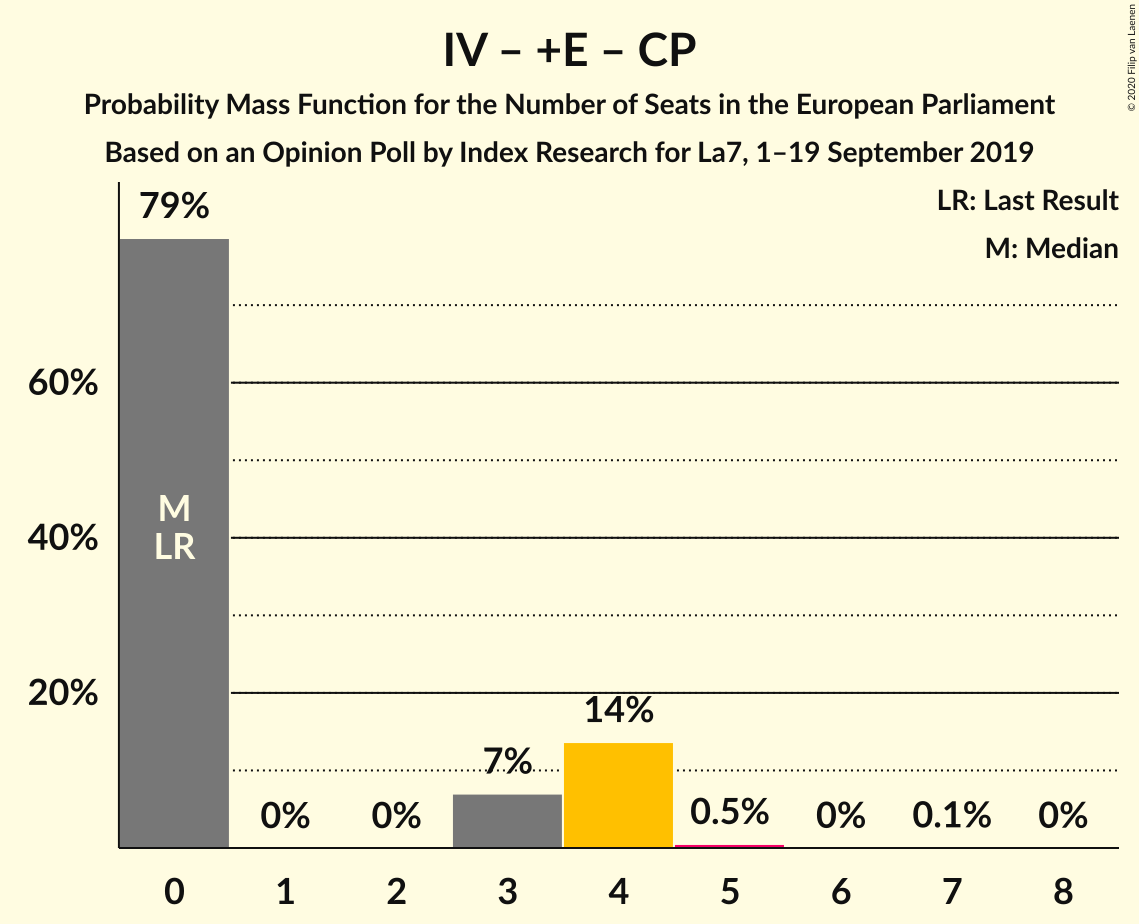 IV – +E – CP
Probability Mass Function for the Number of Seats in the European Parliament
Based on an Opinion Poll by Index Research for La7, 1–19 September 2019
© 2020 Filip van Laenen
LR: Last Result
M: Median
79%
60%
40%
20%
M
LR
0%
0%
7%
14%
0.5%
0%
0.1%
0%
0
1
2
3
4
5
6
7
8